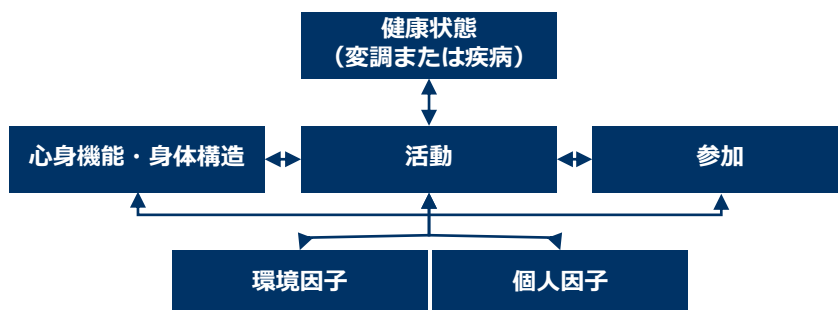 健康状態
（変調または疾病）
心身機能・身体構造
活動
参加
環境因子
個人因子